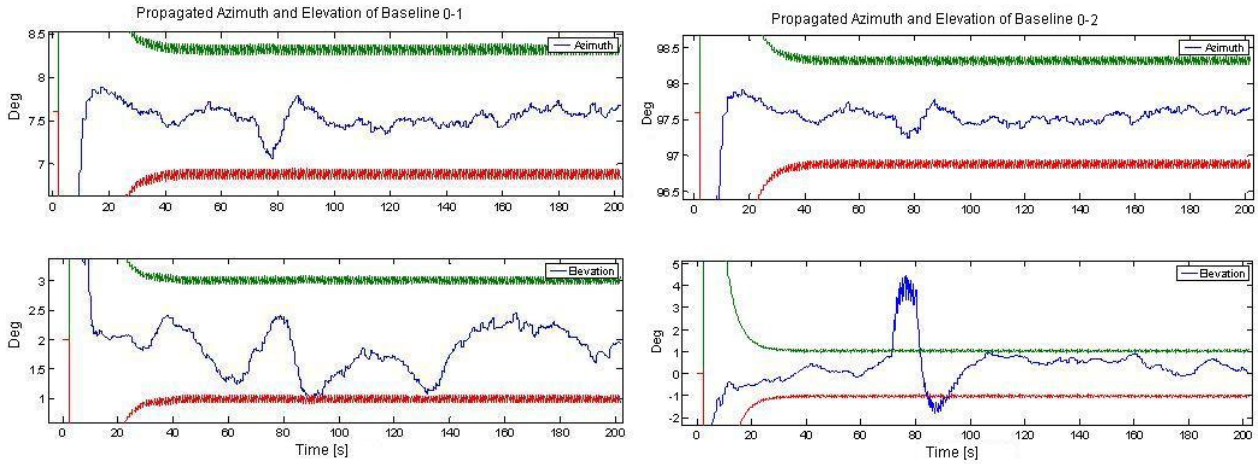 Propagated Azimuth and Elevation of Baseline 0-1
8.5
8
7.5
7
Deg
Azimuth
0 20 40 60 80 100 120 140 160 180 200
Propagated Azimuth and Elevation of Baseline 0-2
98.5
98
97.5
97
96.5
Deg
Azimuth
0 20 40 60 80 100 120 140 160 180 200
3
2.5
2
1.5
1
Deg
Elevation
0 20 40 60 80 100 120 140 160 180 200
Time [s]
5
4
3
2
1
0
-1
-2
Deg
Elevation
0 20 40 60 80 100 120 140 160 180 200
Time [s]